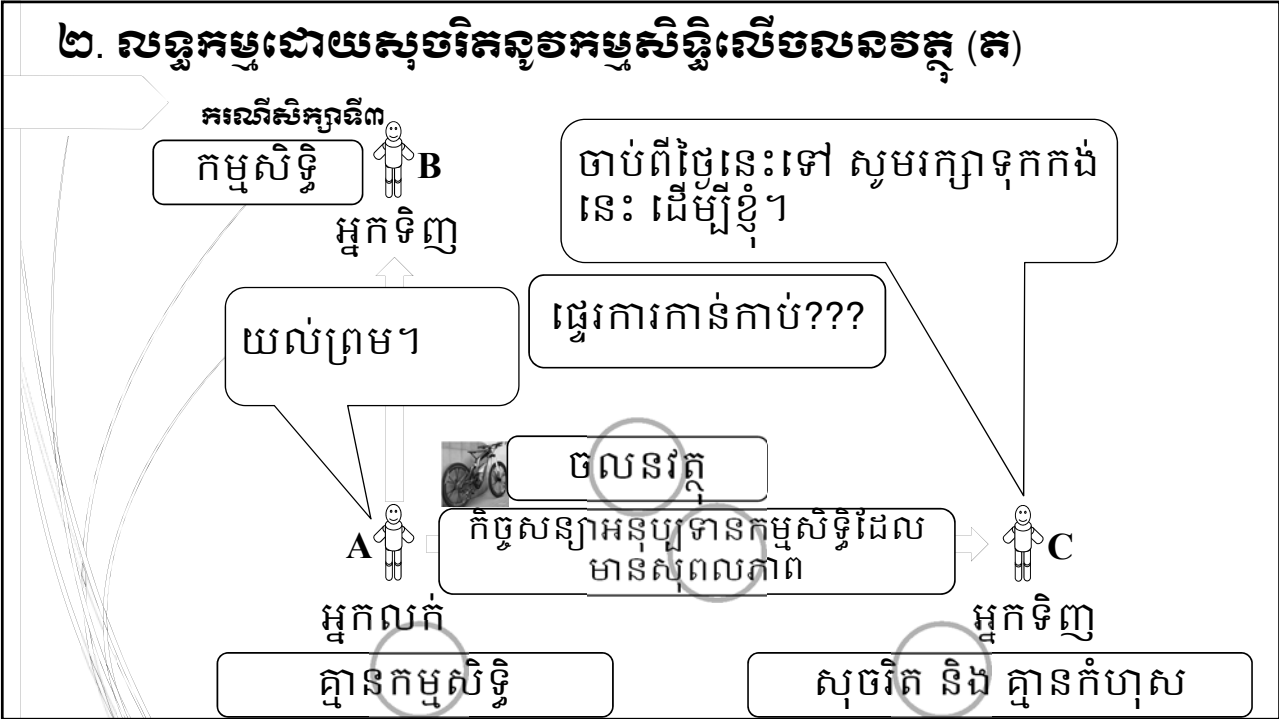 ២. លទ្ធកម្មដោយសុចរិតនូវកម្មសិទ្ធិលើចលនវត្ថុ (ត)
ករណីសិក្សាទី៣
កម្មសិទ្ធិ
B
អ្នកទិញ
ចាប់ពីថ្ងៃនេះទៅ សូមរក្សាទុកកង់
នេះ ដើម្បីខ្ញុំ។
ផ្ទេរការកាន់កាប់???
យល់ព្រម។
ចលនវត្ថុ
កិច្ចសន្យាអនុប្បទានកម្មសិទ្ធិដែល
មានសុពលភាព
A
C
អ្នកលក់
អ្នកទិញ
គ្មានកម្មសិទ្ធិ
សុចរិត និង គ្មានកំហុស